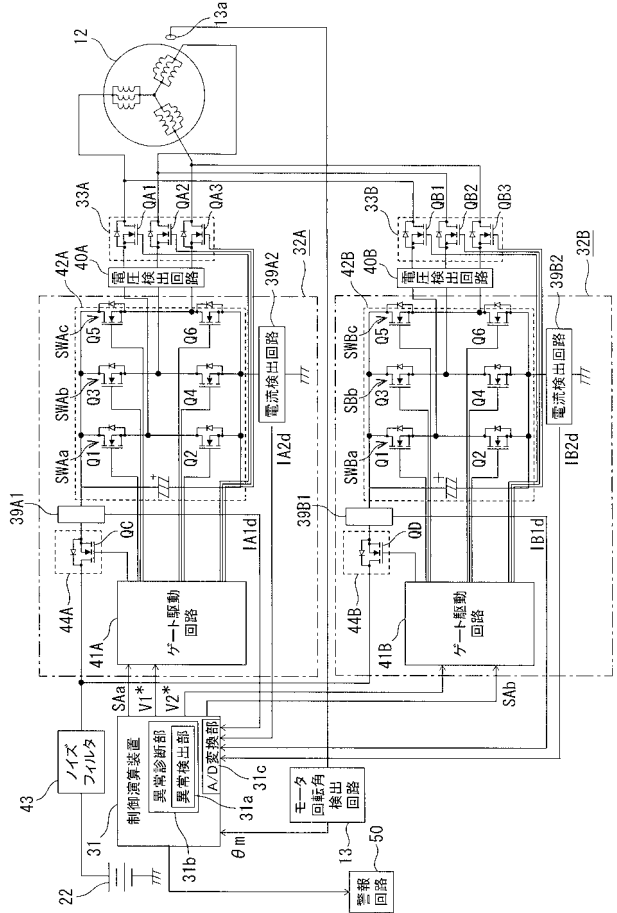 12
13a
33A
QA1
QA2
QA3
40A
電圧検出回路
42A
32A
39A2
SWAc
SWAb
SWAa
Q5
Q6
Q3
Q4
Q1
Q2
電流検出回路
IA2d
39A1
+
IA1d
QC
44A
41A
ゲート駆動
回路
SAa
V1*
V2*
33B
QB1
QB2
QB3
40B
電圧検出回路
42B
32B
39B2
SWBc
SBb
SWBa
Q5
Q6
Q3
Q4
Q1
Q2
電流検出回路
IB2d
39B1
+
IB1d
QD
44B
41B
ゲート駆動
回路
SAb
ノイズ
フィルタ
43
制御演算装置
31
異常診断部
異常検出部
A/D変換部
31c
31a
31b
θm
22
モータ
回転角
検出
回路
13
50
警報
回路